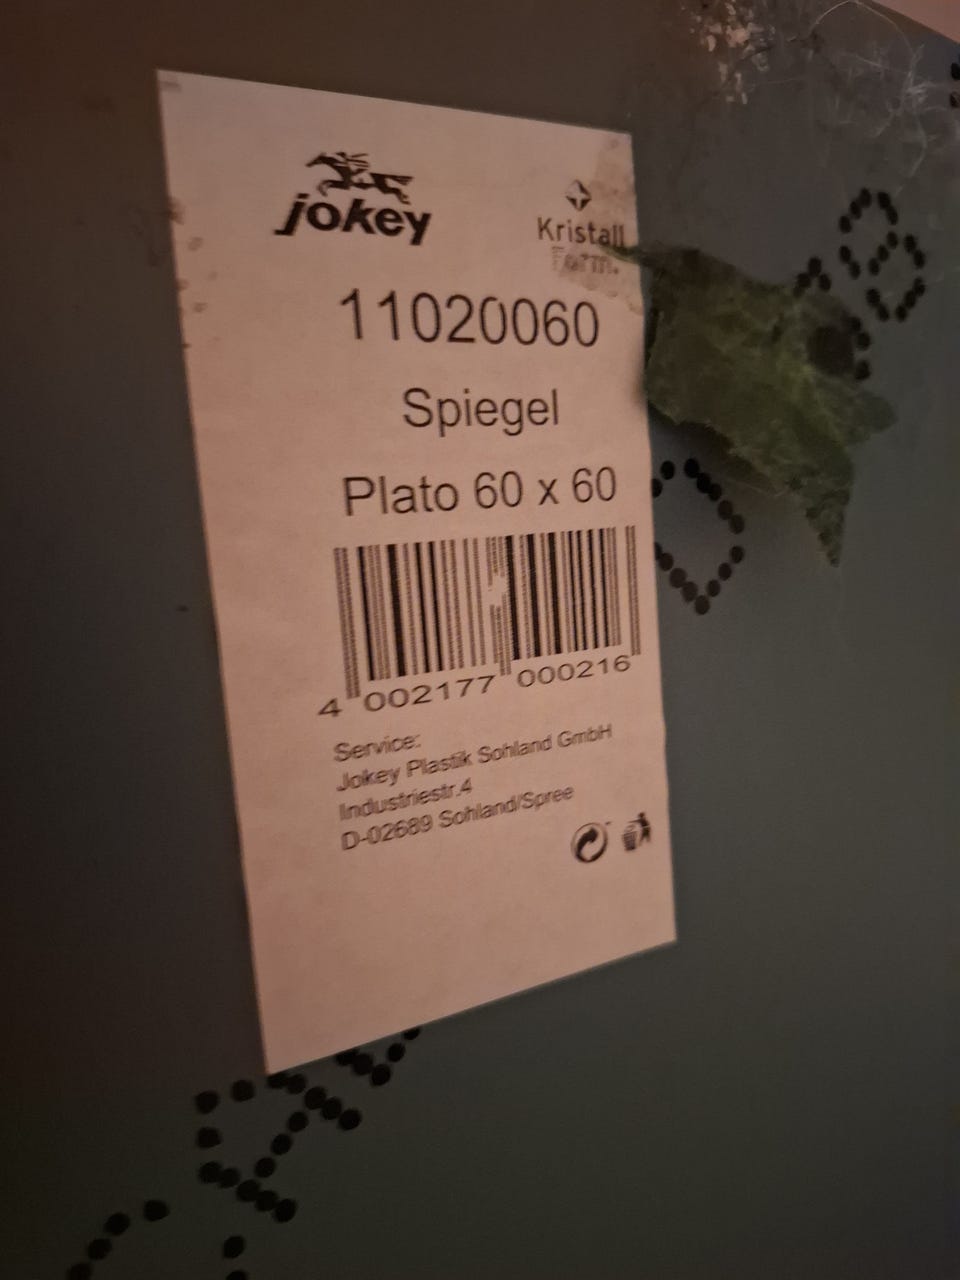 jokey
Kristall
Form.
11020060
Spiegel
Plato 60 x 60
4 002177 000216
Service:
Jokey Plastik Sohland GmbH
Industriestr.4
D-02689 Sohland/Spree